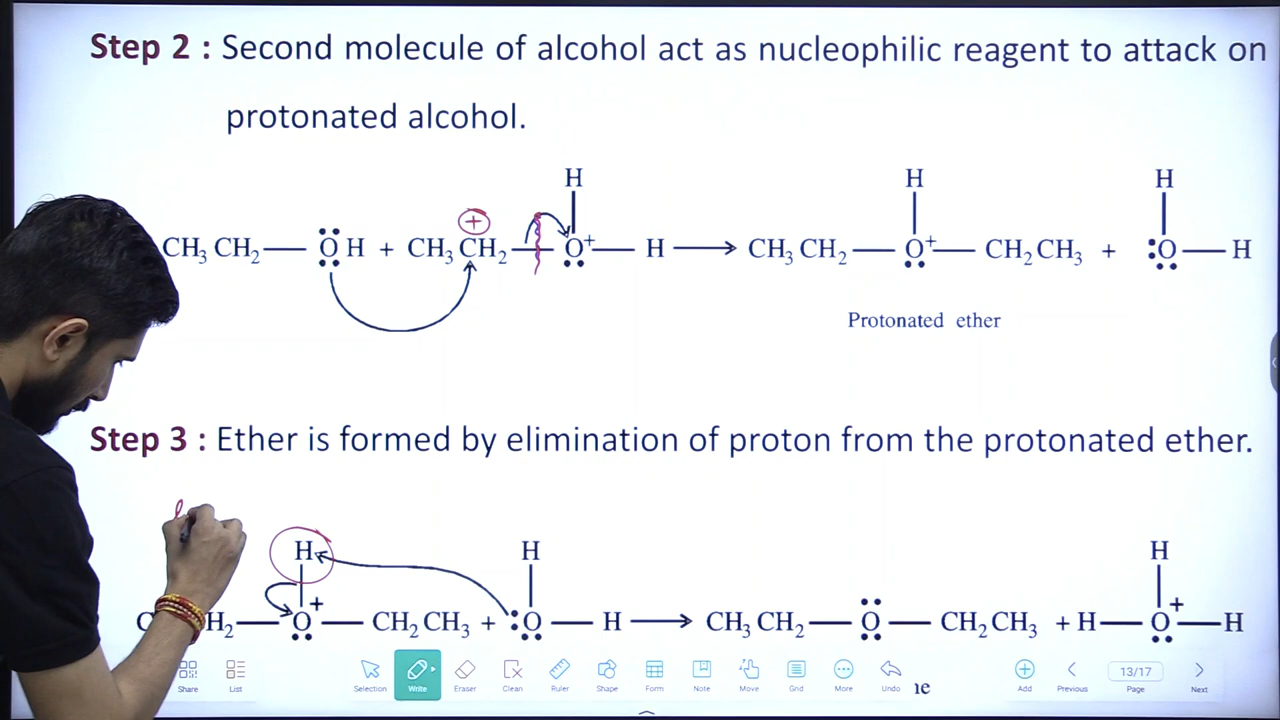 Step 2 : Second molecule of alcohol act as nucleophilic reagent to attack on
protonated alcohol.
H H H
CH₃ CH₂— O H + CH₃ CH₂ — O⁺— H ⟶ CH₃ CH₂— O⁺— CH₂ CH₃ + :O — H
+
Protonated ether
Step 3 : Ether is formed by elimination of proton from the protonated ether.
H H H
H₂— O⁺ — CH₂ CH₃ + :O — H ⟶ CH₃ CH₂— O — CH₂ CH₃ + H— O⁺—H
Share List Selection Write Eraser Clean Ruler Shape Form Note Move Grid More Undo Add Previous 13/17 Page Next